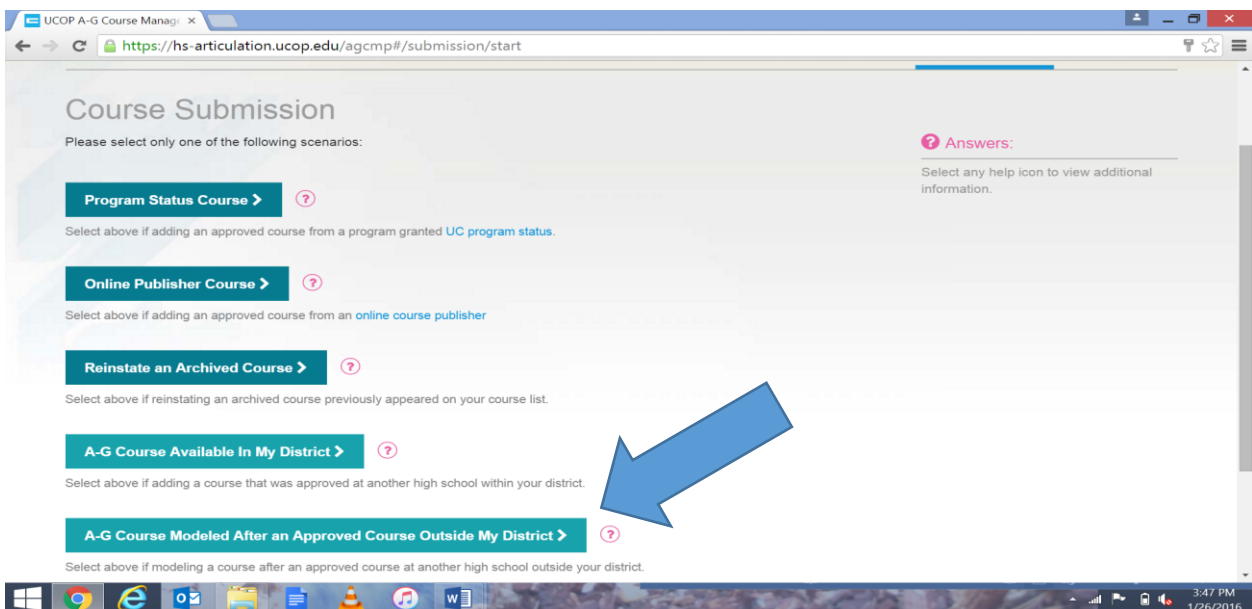 UCOP A-G Course Manag
https://hs-articulation.ucop.edu/agcmp#/submission/start
Course Submission
Please select only one of the following scenarios:
Answers:
Select any help icon to view additional
information.
Program Status Course
Select above if adding an approved course from a program granted UC program status.
Online Publisher Course
Select above if adding an approved course from an online course publisher
Reinstate an Archived Course
Select above if reinstating an archived course previously appeared on your course list.
A-G Course Available In My District
Select above if adding a course that was approved at another high school within your district.
A-G Course Modeled After an Approved Course Outside My District
Select above if modeling a course after an approved course at another high school outside your district.
3:47 PM
1/26/2016